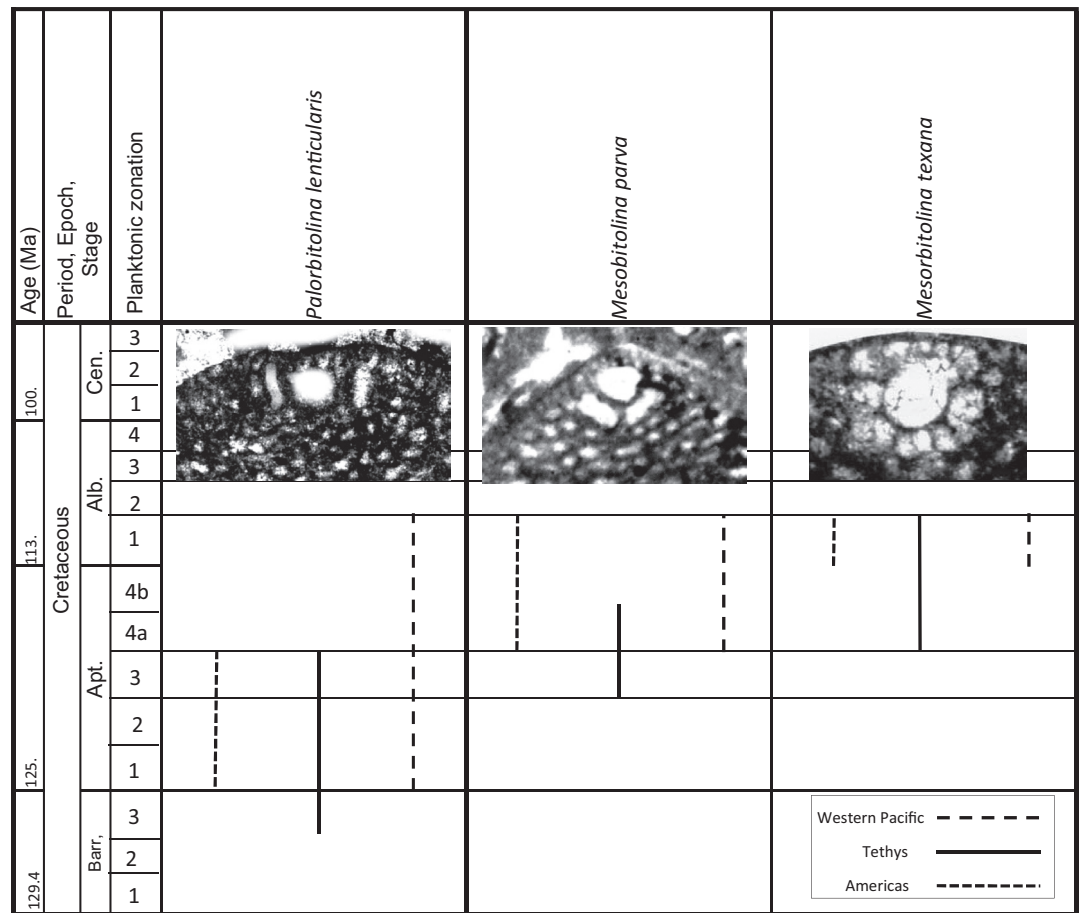 Age (Ma)
Period, Epoch,
Stage
Planktonic zonation
Palorbitolina lenticularis
Mesobitolina parva
Mesorbitolina texana
100.
113.
125.
129.4
Cretaceous
Cen.
3
2
1
Alb.
4
3
2
1
Apt.
4b
4a
3
2
1
Barr,
3
2
1
Western Pacific
Tethys
Americas